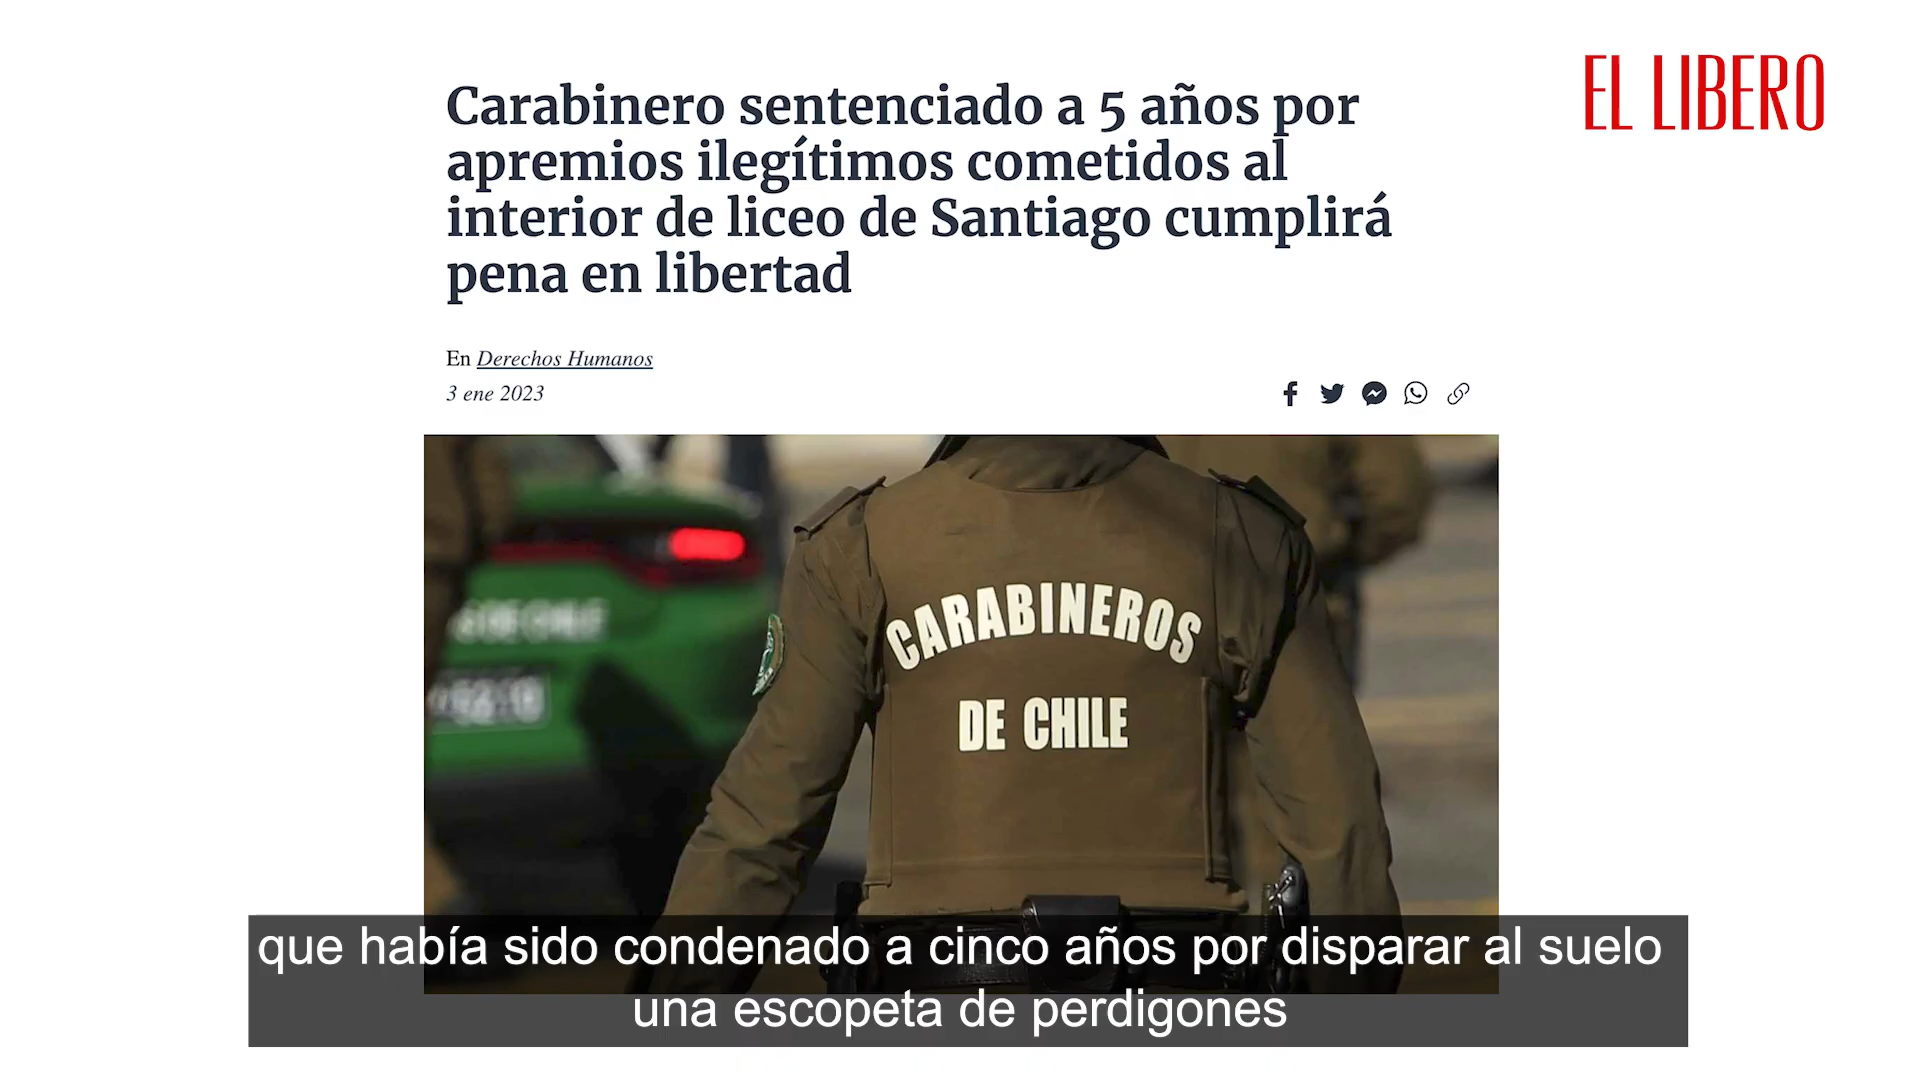 EL LIBERO
Carabinero sentenciado a 5 años por
apremios ilegítimos cometidos al
interior de liceo de Santiago cumplirá
pena en libertad
En Derechos Humanos
3 ene 2023
CARABINEROS
DE CHILE
que había sido condenado a cinco años por disparar al suelo
una escopeta de perdigones